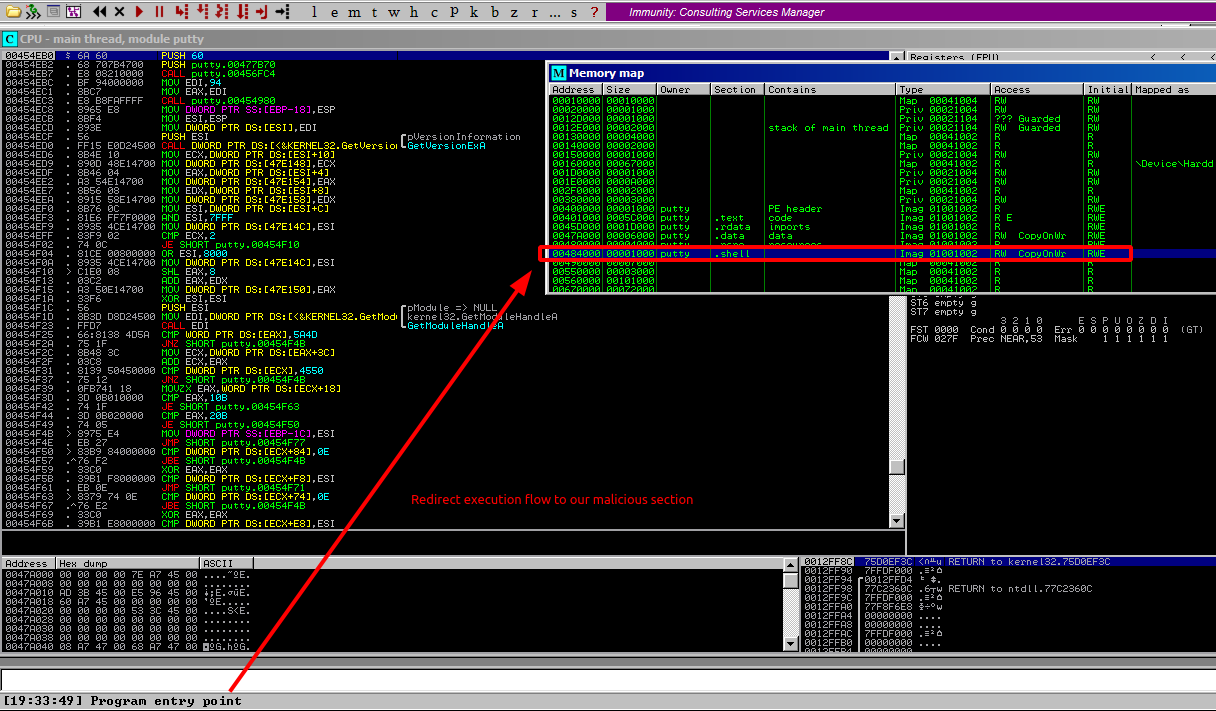 l e m t w h c P k b z r ... s ?
Immunity: Consulting Services Manager
C CPU - main thread, module putty
00454EB0 $ 6A 60 PUSH 60
00454EB2 . 68 707B4700 PUSH putty.00477B70
00454EB7 . E8 08210000 CALL putty.00456FC4
00454EBC . BF 94000000 MOV EDI,94
00454EC1 . 8BC7 MOV EAX,EDI
00454EC3 . E8 B8FAFFFF CALL putty.00454980
00454EC8 . 8965 E8 MOV DWORD PTR SS:[EBP-18],ESP
00454ECB . 8BF4 MOV ESI,ESP
00454ECD . 893E MOV DWORD PTR DS:[ESI],EDI
00454ECF . 56 PUSH ESI pVersionInformation
00454ED0 . FF15 E0D24500 CALL DWORD PTR DS:[<&KERNEL32.GetVersion GetVersionExA
00454ED6 . 8B4E 10 MOV ECX,DWORD PTR DS:[ESI+10]
00454ED9 . 890D 48E14700 MOV DWORD PTR DS:[47E148],ECX
00454EDF . 8B46 04 MOV EAX,DWORD PTR DS:[ESI+4]
00454EE2 . A3 54E14700 MOV DWORD PTR DS:[47E154],EAX
00454EE7 . 8B56 08 MOV EDX,DWORD PTR DS:[ESI+8]
00454EEA . 8915 58E14700 MOV DWORD PTR DS:[47E158],EDX
00454EF0 . 8B76 0C MOV ESI,DWORD PTR DS:[ESI+C]
00454EF3 . 81E6 FF7F0000 AND ESI,7FFF
00454EF9 . 8935 4CE14700 MOV DWORD PTR DS:[47E14C],ESI
00454EFF . 83F9 02 CMP ECX,2
00454F02 . 74 0C JE SHORT putty.00454F10
00454F04 . 81CE 00800000 OR ESI,8000
00454F0A . 8935 4CE14700 MOV DWORD PTR DS:[47E14C],ESI
00454F10 > C1E0 08 SHL EAX,8
00454F13 . 03C2 ADD EAX,EDX
00454F15 . A3 50E14700 MOV DWORD PTR DS:[47E150],EAX
00454F1A . 33F6 XOR ESI,ESI
00454F1C . 56 PUSH ESI pModule => NULL
00454F1D . 8B3D D8D24500 MOV EDI,DWORD PTR DS:[<&KERNEL32.GetMod kernel32.GetModuleHandleA
00454F23 . FFD7 CALL EDI GetModuleHandleA
00454F25 . 66:8138 4D5A CMP WORD PTR DS:[EAX],5A4D
00454F2A . 75 1F JNZ SHORT putty.00454F4B
00454F2C . 8B48 3C MOV ECX,DWORD PTR DS:[EAX+3C]
00454F2F . 03C8 ADD ECX,EAX
00454F31 . 8139 50450000 CMP DWORD PTR DS:[ECX],4550
00454F37 . 75 12 JNZ SHORT putty.00454F4B
00454F39 . 0FB741 18 MOVZX EAX,WORD PTR DS:[ECX+18]
00454F3D . 3D 0B010000 CMP EAX,10B
00454F42 . 74 1F JE SHORT putty.00454F63
00454F44 . 3D 0B020000 CMP EAX,20B
00454F49 . 74 05 JE SHORT putty.00454F50
00454F4B > 8975 E4 MOV DWORD PTR SS:[EBP-1C],ESI
00454F4E . EB 27 JMP SHORT putty.00454F77
00454F50 > 83B9 84000000 CMP DWORD PTR DS:[ECX+84],0E
00454F57 .^76 F2 JBE SHORT putty.00454F4B
00454F59 . 33C0 XOR EAX,EAX
00454F5B . 39B1 F8000000 CMP DWORD PTR DS:[ECX+F8],ESI
00454F61 . EB 0E JMP SHORT putty.00454F71
00454F63 > 8379 74 0E CMP DWORD PTR DS:[ECX+74],0E
00454F67 .^76 E2 JBE SHORT putty.00454F4B
00454F69 . 33C0 XOR EAX,EAX
00454F6B . 39B1 E8000000 CMP DWORD PTR DS:[ECX+E8],ESI
Registers (FPU) < < <
M Memory map
Address Size Owner Section Contains Type Access Initial Mapped as
00010000 00010000 Map 00041004 RW RW
00020000 00001000 Priv 00021004 RW RW
0012D000 00001000 Priv 00021104 ??? Guarded RW
0012E000 00002000 stack of main thread Priv 00021104 RW Guarded RW
00130000 00004000 Map 00041002 R R
00140000 00002000 Map 00041002 R R
00150000 00001000 Priv 00021004 RW RW
00160000 00067000 Map 00041002 R R \Device\Hardd
001D0000 00001000 Priv 00021004 RW RW
001E0000 0000A000 Priv 00021004 RW RW
002F0000 00002000 Map 00041002 R R
00380000 00003000 Priv 00021004 RW RW
00400000 00001000 putty PE header Imag 01001002 R RWE
00401000 0005C000 putty .text code Imag 01001002 R E RWE
0045D000 0001D000 putty .rdata imports Imag 01001002 R RWE
0047A000 00006000 putty .data data Imag 01001002 RW CopyOnWr RWE
00480000 00004000 putty .rsrc resources Imag 01001002 R RWE
00484000 00001000 putty .shell Imag 01001002 RW CopyOnWr RWE
00490000 00007000 Map 00041002 R R
00550000 00003000 Map 00041002 R R
00560000 00101000 Map 00041002 R R
00670000 00072000 Map 00041002 R R
ST6 empty g
ST7 empty g
3 2 1 0 E S P U O Z D I
FST 0000 Cond 0 0 0 0 Err 0 0 0 0 0 0 0 0 (GT)
FCW 027F Prec NEAR,53 Mask 1 1 1 1 1 1
Redirect execution flow to our malicious section
Address Hex dump ASCII
0047A000 00 00 00 00 7E A7 45 00
0047A008 00 00 00 00 00 00 00 00 ........
0047A010 AD 3B 45 00 E5 96 45 00
0047A018 60 A7 45 00 00 00 00 00
0047A020 00 00 00 00 53 3C 45 00 ....S<E.
0047A028 00 00 00 00 00 00 00 00 ........
0047A030 00 00 00 00 00 00 00 00 ........
0047A038 00 00 00 00 00 00 00 00 ........
0047A040 08 A7 47 00 68 A7 47 00
0012FF8C 75D0EF3C RETURN to kernel32.75D0EF3C
0012FF90 7FFDF000
0012FF94 0012FFD4
0012FF98 77C2360C RETURN to ntdll.77C2360C
0012FF9C 7FFDF000
0012FFA0 77F8F6E8
0012FFA4 00000000 ....
0012FFA8 00000000 ....
0012FFAC 7FFDF000
0012FFB0 00000000 ....
0012FFB4 00000000 ....
[19:33:49] Program entry point